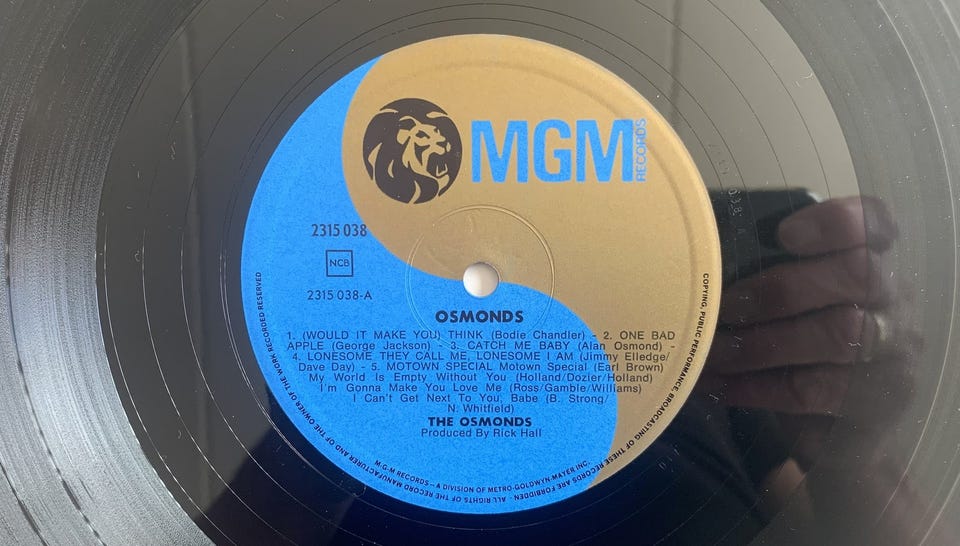 MGM
RECORDS
2315 038
NCB
2315 038-A
OSMONDS
1. (WOULD IT MAKE YOU) THINK (Bodie Chandler) - 2. ONE BAD
APPLE (George Jackson) - 3. CATCH ME BABY (Alan Osmond) -
4. LONESOME THEY CALL ME, LONESOME I AM (Jimmy Elledge/
Dave Day) - 5. MOTOWN SPECIAL Motown Special (Earl Brown)
My World Is Empty Without You (Holland/Dozier/Holland)
I'm Gonna Make You Love Me (Ross/Gamble/Williams)
I Can't Get Next To You, Babe (B. Strong/
N. Whitfield)
THE OSMONDS
Produced By Rick Hall
M-G-M RECORDS – A DIVISION OF METRO-GOLDWYN-MAYER INC.
ALL RIGHTS OF THE RECORD MANUFACTURER AND OF THE OWNER OF THE WORK RECORDED RESERVED
COPYING, PUBLIC PERFORMANCE, BROADCASTING OF THESE RECORDS ARE FORBIDDEN -